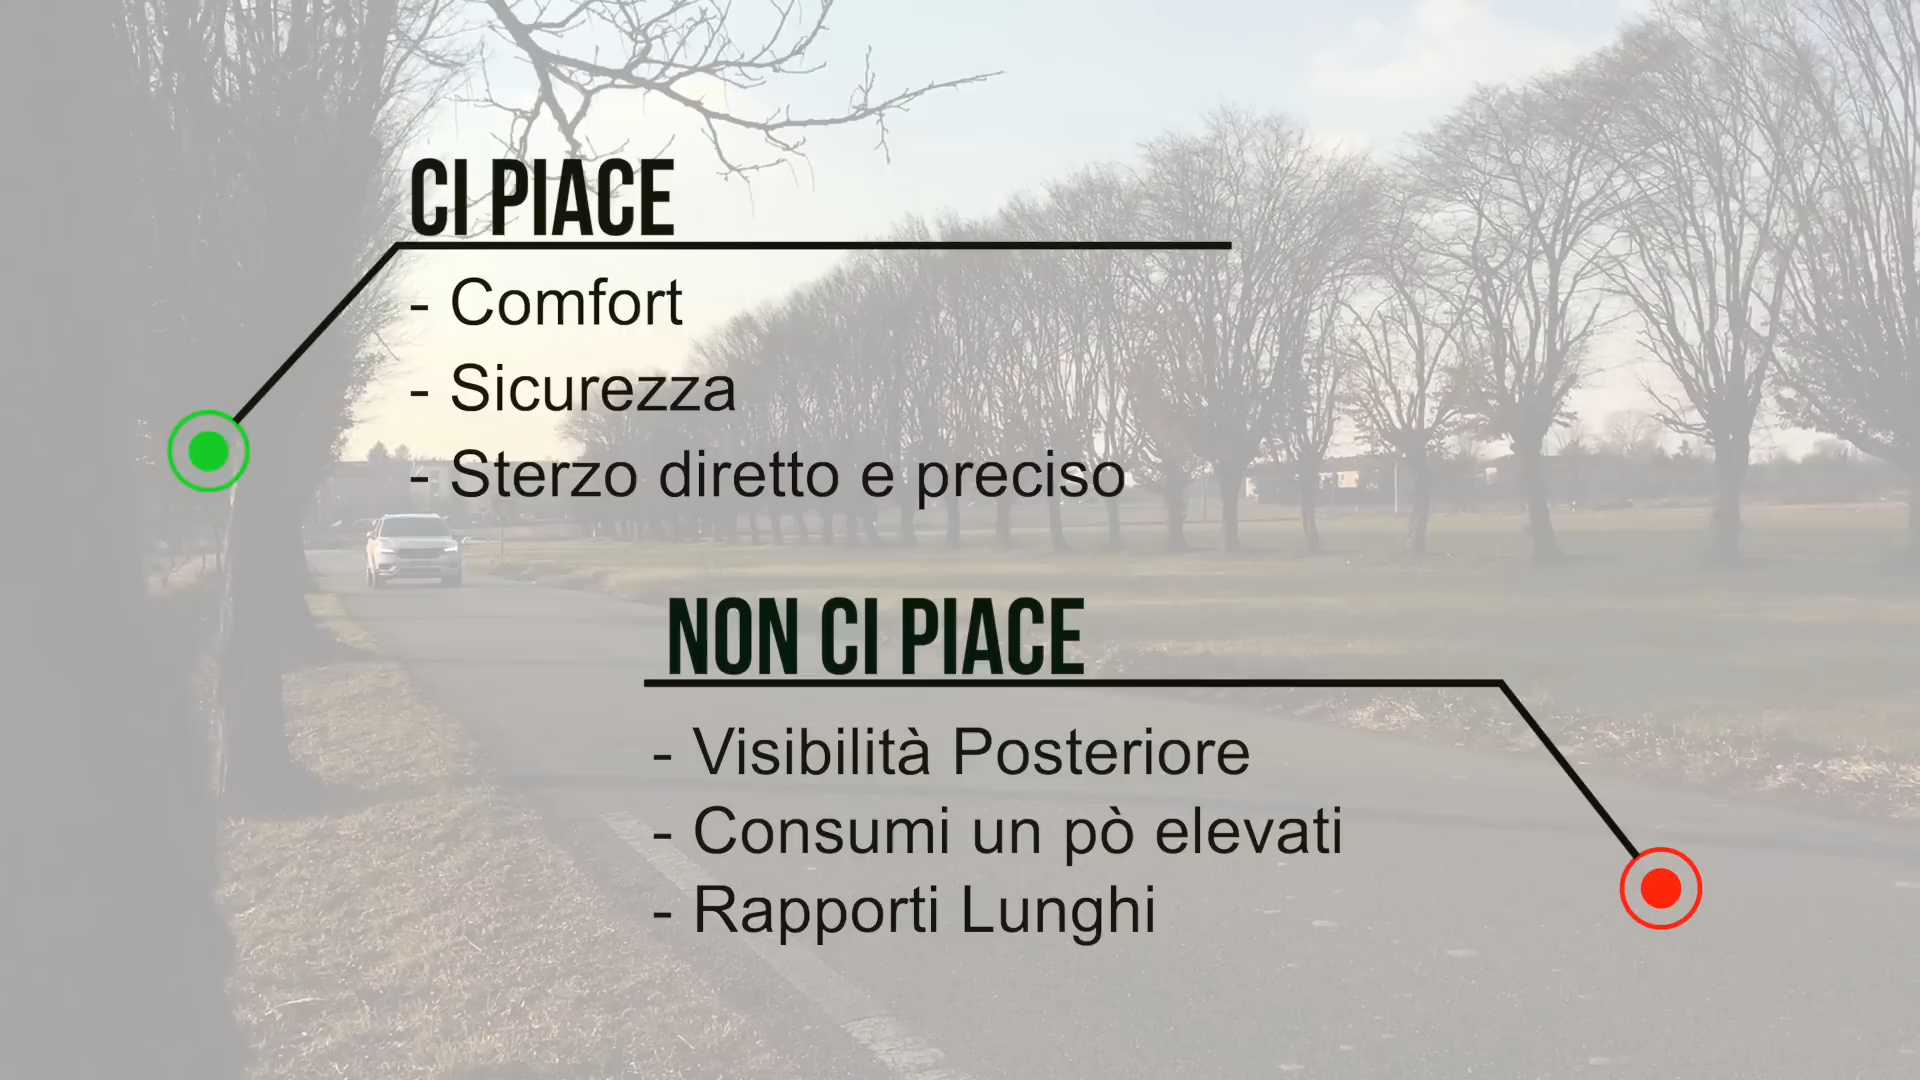 CI PIACE
- Comfort
- Sicurezza
- Sterzo diretto e preciso
NON CI PIACE
- Visibilità Posteriore
- Consumi un pò elevati
- Rapporti Lunghi